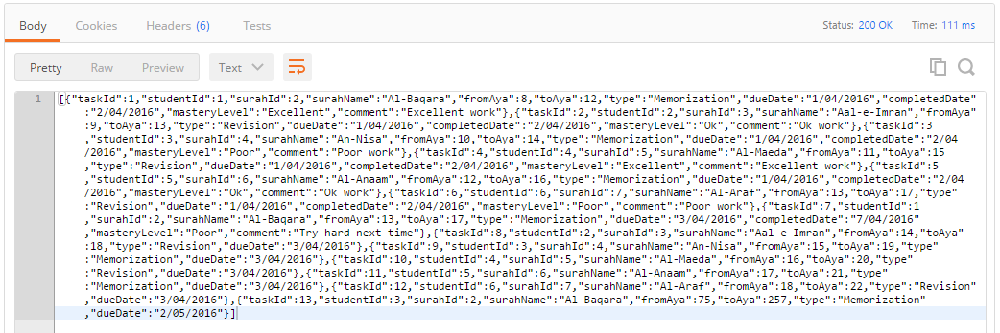 Body Cookies Headers (6) Tests Status: 200 OK Time: 111 ms
Pretty Raw Preview Text
1 [{"taskId":1,"studentId":1,"surahId":2,"surahName":"Al-Baqara","fromAya":8,"toAya":12,"type":"Memorization","dueDate":"1/04/2016","completedDate"
:"2/04/2016","masteryLevel":"Excellent","comment":"Excellent work"},{"taskId":2,"studentId":2,"surahId":3,"surahName":"Aal-e-Imran","fromAya"
:9,"toAya":13,"type":"Revision","dueDate":"1/04/2016","completedDate":"2/04/2016","masteryLevel":"Ok","comment":"Ok work"},{"taskId":3
,"studentId":3,"surahId":4,"surahName":"An-Nisa","fromAya":10,"toAya":14,"type":"Memorization","dueDate":"1/04/2016","completedDate":"2/04
/2016","masteryLevel":"Poor","comment":"Poor work"},{"taskId":4,"studentId":4,"surahId":5,"surahName":"Al-Maeda","fromAya":11,"toAya":15
,"type":"Revision","dueDate":"1/04/2016","completedDate":"2/04/2016","masteryLevel":"Excellent","comment":"Excellent work"},{"taskId":5
,"studentId":5,"surahId":6,"surahName":"Al-Anaam","fromAya":12,"toAya":16,"type":"Memorization","dueDate":"1/04/2016","completedDate":"2/04
/2016","masteryLevel":"Ok","comment":"Ok work"},{"taskId":6,"studentId":6,"surahId":7,"surahName":"Al-Araf","fromAya":13,"toAya":17,"type"
:"Revision","dueDate":"1/04/2016","completedDate":"2/04/2016","masteryLevel":"Poor","comment":"Poor work"},{"taskId":7,"studentId":1
,"surahId":2,"surahName":"Al-Baqara","fromAya":13,"toAya":17,"type":"Memorization","dueDate":"3/04/2016","completedDate":"7/04/2016"
,"masteryLevel":"Poor","comment":"Try hard next time"},{"taskId":8,"studentId":2,"surahId":3,"surahName":"Aal-e-Imran","fromAya":14,"toAya"
:18,"type":"Revision","dueDate":"3/04/2016"},{"taskId":9,"studentId":3,"surahId":4,"surahName":"An-Nisa","fromAya":15,"toAya":19,"type"
:"Memorization","dueDate":"3/04/2016"},{"taskId":10,"studentId":4,"surahId":5,"surahName":"Al-Maeda","fromAya":16,"toAya":20,"type"
:"Revision","dueDate":"3/04/2016"},{"taskId":11,"studentId":5,"surahId":6,"surahName":"Al-Anaam","fromAya":17,"toAya":21,"type"
:"Memorization","dueDate":"3/04/2016"},{"taskId":12,"studentId":6,"surahId":7,"surahName":"Al-Araf","fromAya":18,"toAya":22,"type":"Revision"
,"dueDate":"3/04/2016"},{"taskId":13,"studentId":3,"surahId":2,"surahName":"Al-Baqara","fromAya":75,"toAya":257,"type":"Memorization"
,"dueDate":"2/05/2016"}]